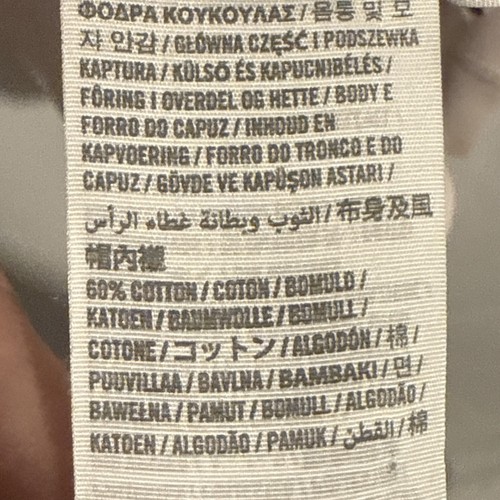 ΦΟΔΡΑ ΚΟΥΚΟΥΛΑΣ / 몸통 및 모
자 안감 / GŁÓWNA CZĘŚĆ I PODSZEWKA
KAPTURA / KÜLSŐ ÉS KAPUCNIBÉLÉS /
FÔRING I OVERDEL OG HETTE / BODY E
FORRO DO CAPUZ / INHOUD EN
KAPVOERING / FORRO DO TRONCO E DO
CAPUZ / GÖVDE VE KAPÜŞON ASTARI /
الثوب وبطانة غطاء الرأس / 布身及風
帽內襯
60% COTTON / COTON / BOMULD /
KATOEN / BAUMWOLLE / BOMULL /
COTONE / コットン / ALGODÓN / 棉 /
PUUVILLAA / BAVLNA / BAMBAKI / 면 /
BAWEŁNA / PAMUT / BOMULL / ALGODÃO /
KATOEN / ALGODÃO / PAMUK / القطن / 棉